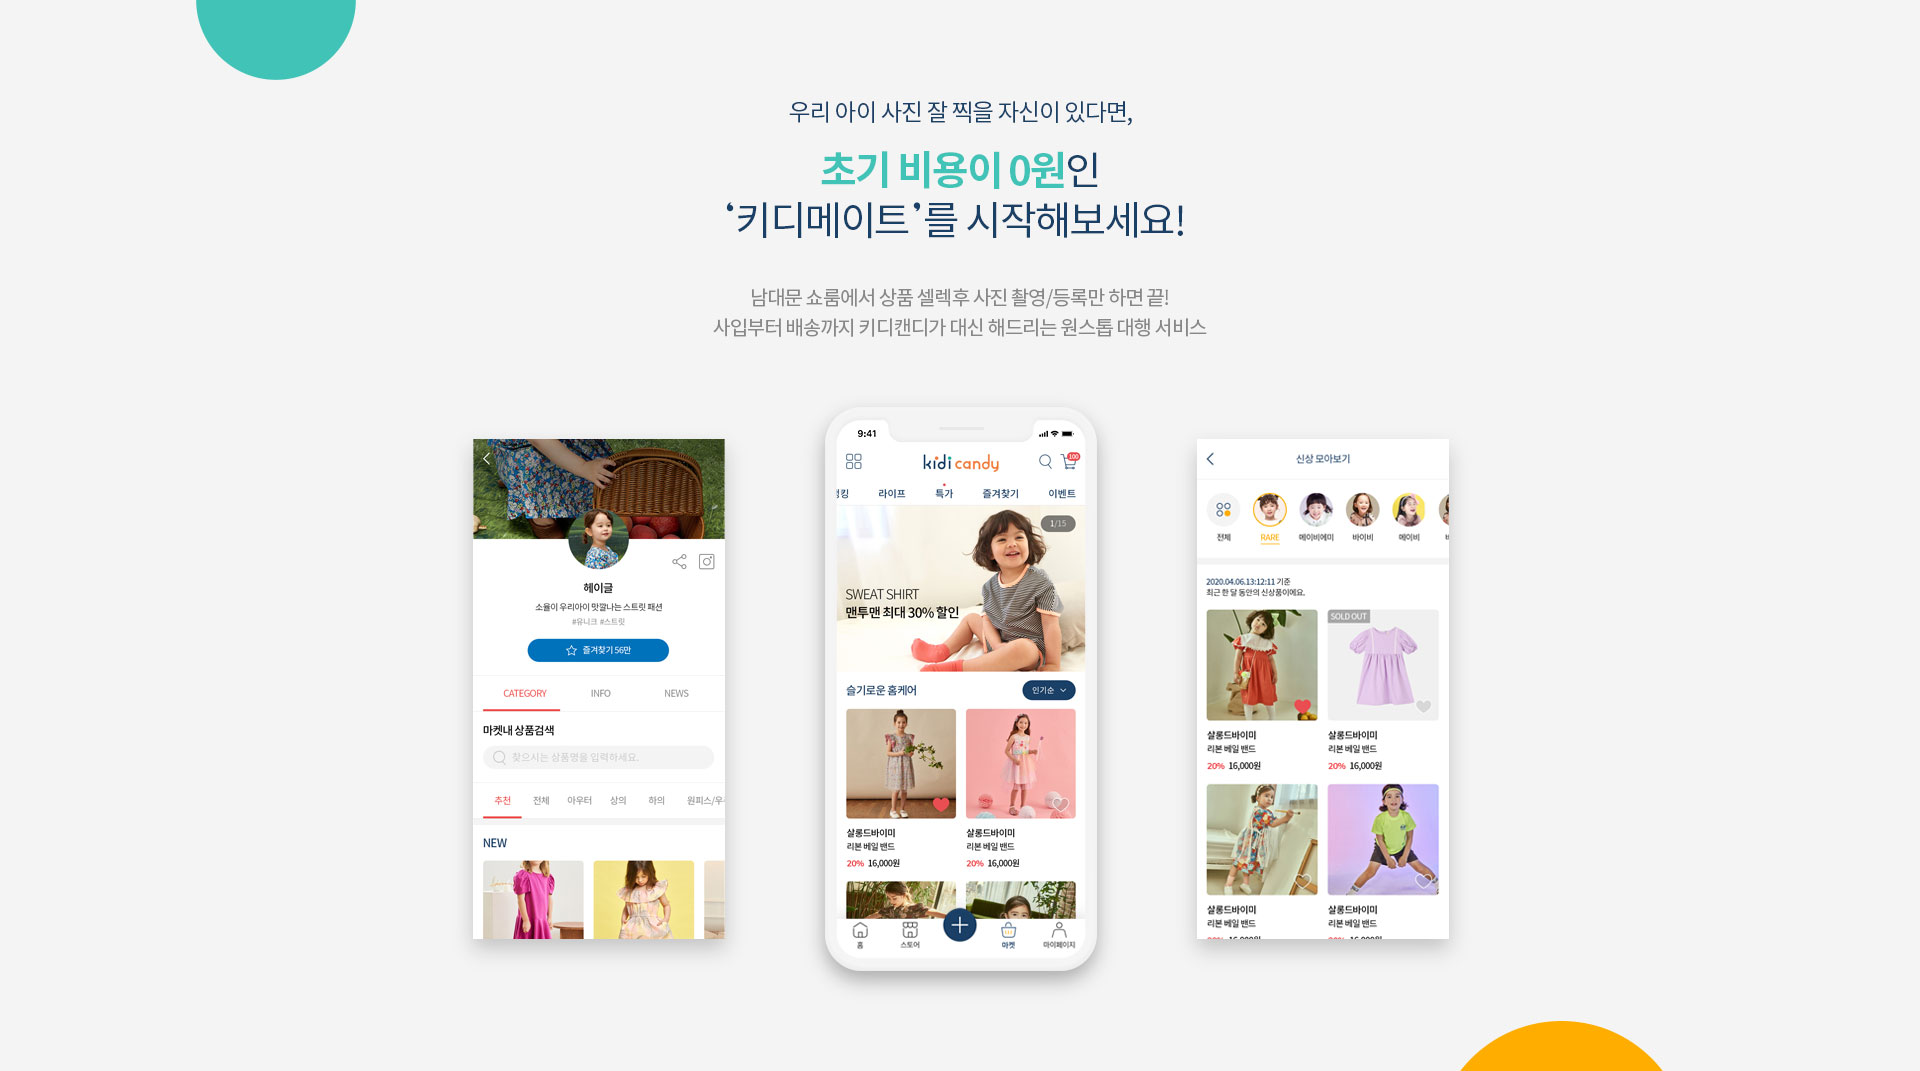 우리 아이 사진 잘 찍을 자신이 있다면,
초기 비용이 0원인
‘키디메이트’를 시작해보세요!
남대문 쇼룸에서 상품 셀렉후 사진 촬영/등록만 하면 끝!
사입부터 배송까지 키디캔디가 대신 해드리는 원스톱 대행 서비스
헤이글
소율이 우리아이 맛깔나는 스트릿 패션
#유니크 #스트릿
즐겨찾기 56만
CATEGORY INFO NEWS
마켓내 상품검색
찾으시는 상품명을 입력하세요.
추천 전체 아우터 상의 하의 원피스/우
NEW
9:41
kidi candy
100
킹 라이프 특가 즐겨찾기 이벤트
1/15
SWEAT SHIRT
맨투맨 최대 30% 할인
슬기로운 홈케어
인기순
살롱드바이미 살롱드바이미
리본 베일 밴드 리본 베일 밴드
20% 16,000원 20% 16,000원
홈 스토어 마켓 마이페이지
신상 모아보기
전체 RARE 메이비에미 바이비 메이비
2020.04.06.13:12:11 기준
최근 한 달 동안의 신상품이에요.
SOLD OUT
살롱드바이미 살롱드바이미
리본 베일 밴드 리본 베일 밴드
20% 16,000원 20% 16,000원
살롱드바이미 살롱드바이미
리본 베일 밴드 리본 베일 밴드